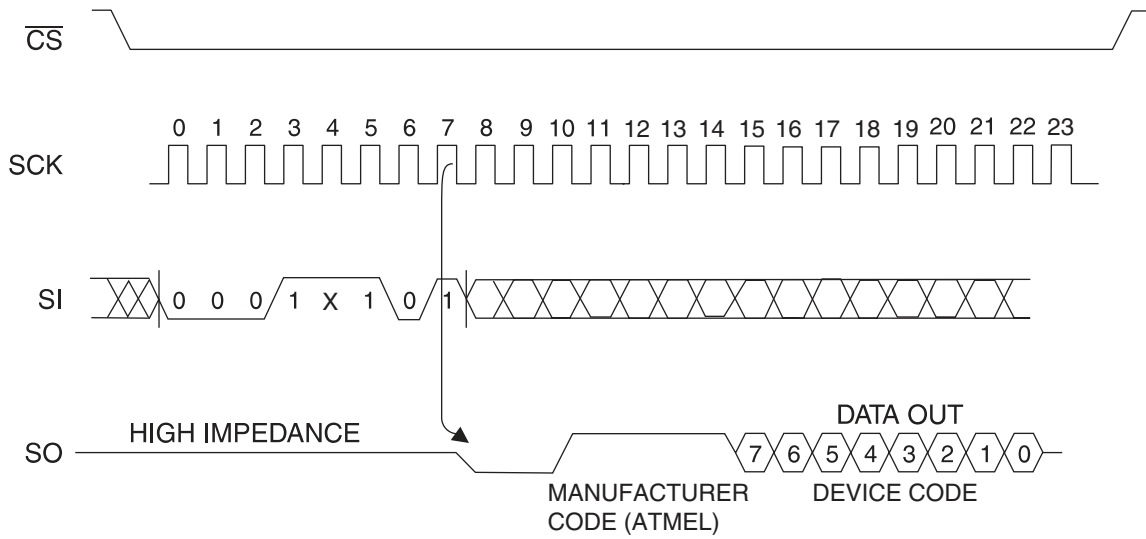 CS
0 1 2 3 4 5 6 7 8 9 10 11 12 13 14 15 16 17 18 19 20 21 22 23
SCK
SI 0 0 0 1 X 1 0 1
DATA OUT
HIGH IMPEDANCE
SO 7 6 5 4 3 2 1 0
MANUFACTURER DEVICE CODE
CODE (ATMEL)